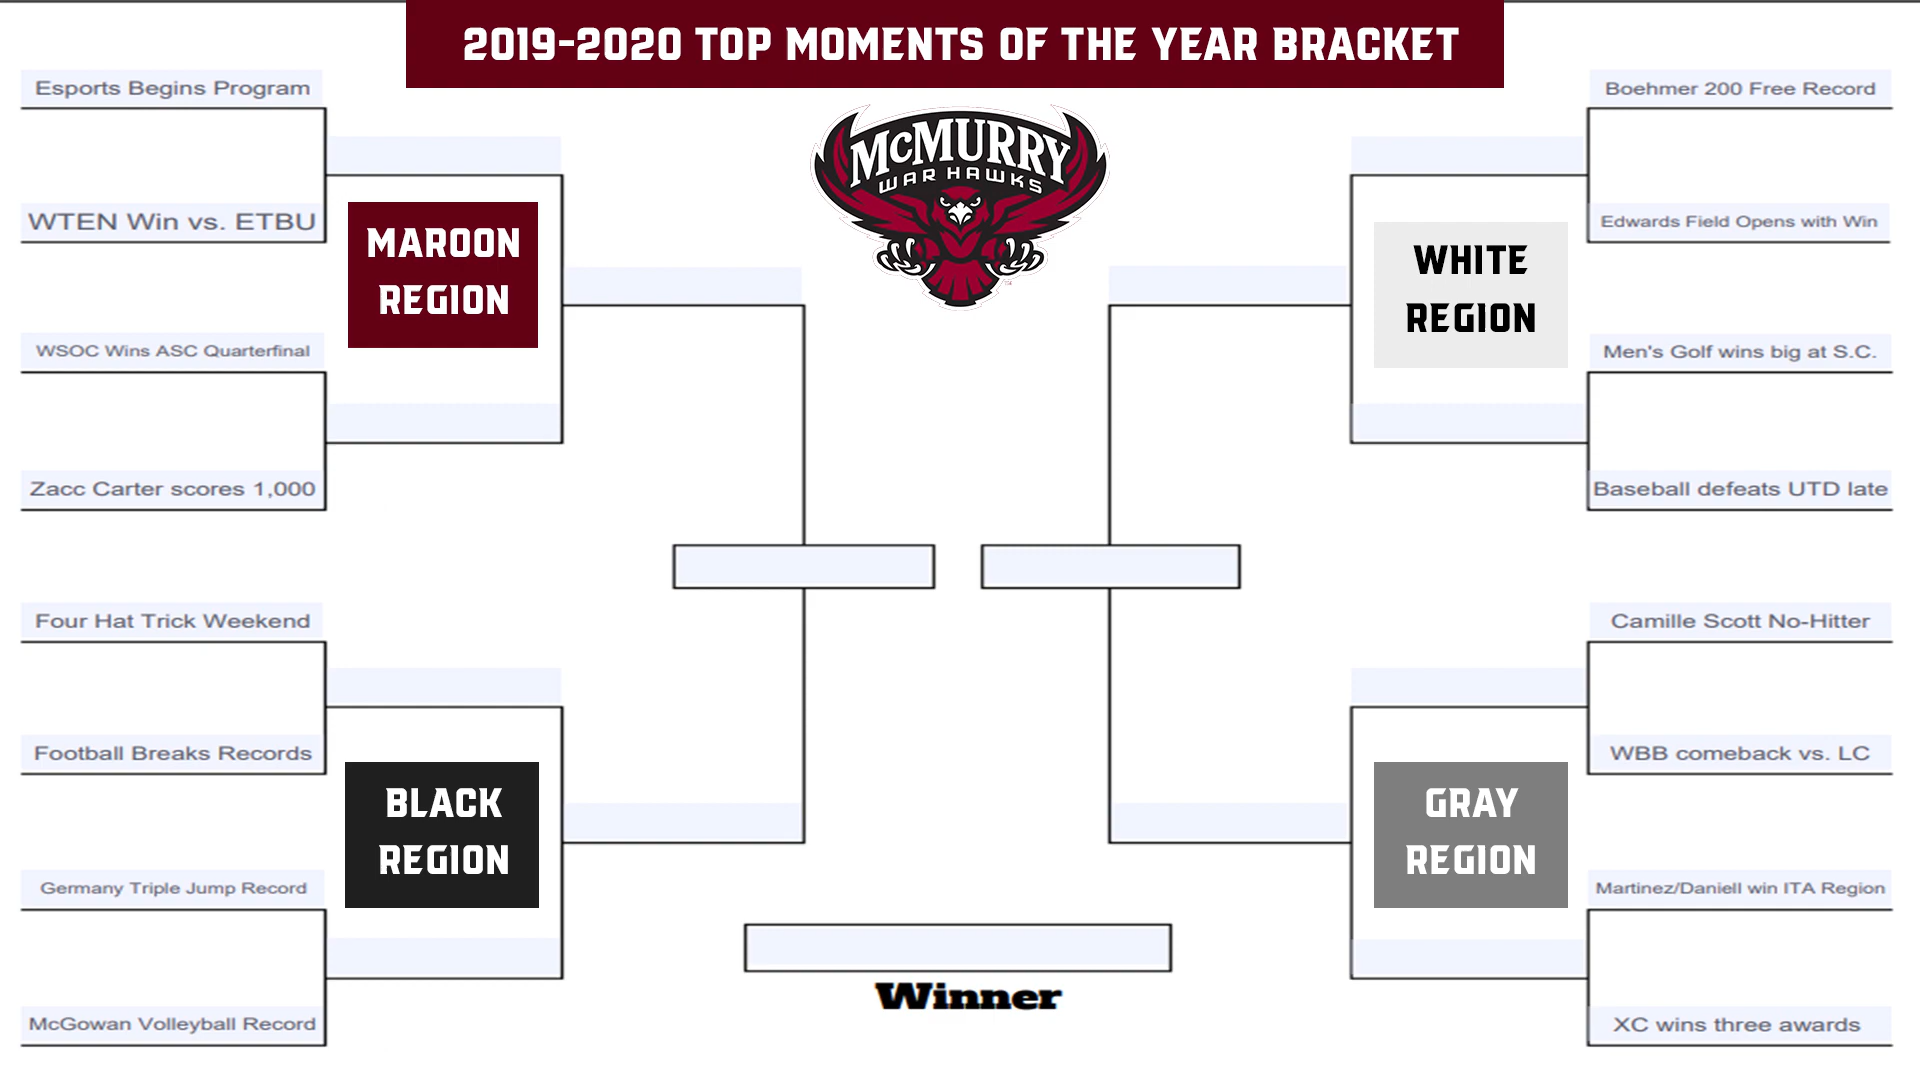 2019-2020 TOP MOMENTS OF THE YEAR BRACKET
McMURRY
WAR HAWKS
Esports Begins Program
WTEN Win vs. ETBU
MAROON
REGION
WSOC Wins ASC Quarterfinal
Zacc Carter scores 1,000
Four Hat Trick Weekend
Football Breaks Records
BLACK
REGION
Germany Triple Jump Record
McGowan Volleyball Record
Boehmer 200 Free Record
Edwards Field Opens with Win
WHITE
REGION
Men's Golf wins big at S.C.
Baseball defeats UTD late
Camille Scott No-Hitter
WBB comeback vs. LC
GRAY
REGION
Martinez/Daniell win ITA Region
XC wins three awards
Winner